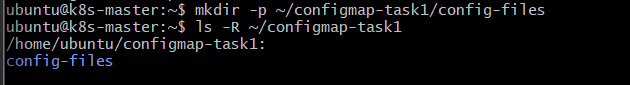 ubuntu@k8s-master:~$ mkdir -p ~/configmap-task1/config-files
ubuntu@k8s-master:~$ ls -R ~/configmap-task1
/home/ubuntu/configmap-task1:
config-files